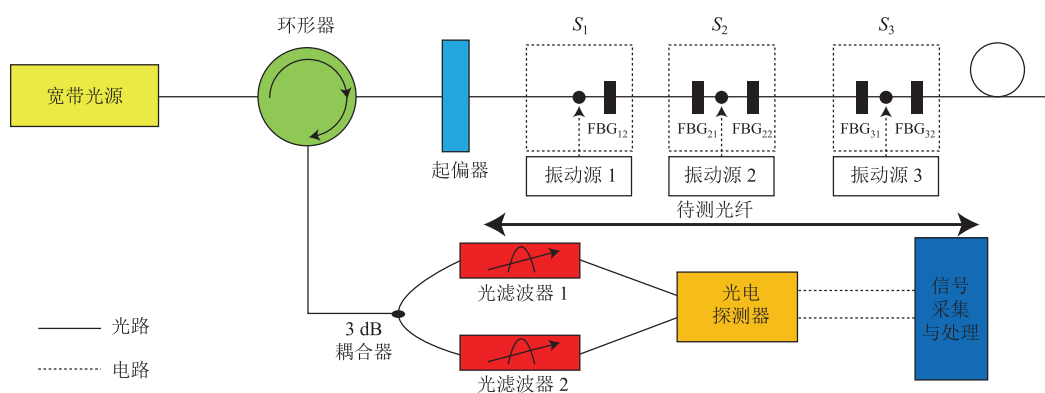 环形器
S₁
S₂
S₃
宽带光源
FBG₁₂
FBG₂₁
FBG₂₂
FBG₃₁
FBG₃₂
起偏器
振动源 1
振动源 2
振动源 3
待测光纤
光滤波器 1
光电
探测器
信号
采集
与处理
光路
3 dB
耦合器
电路
光滤波器 2